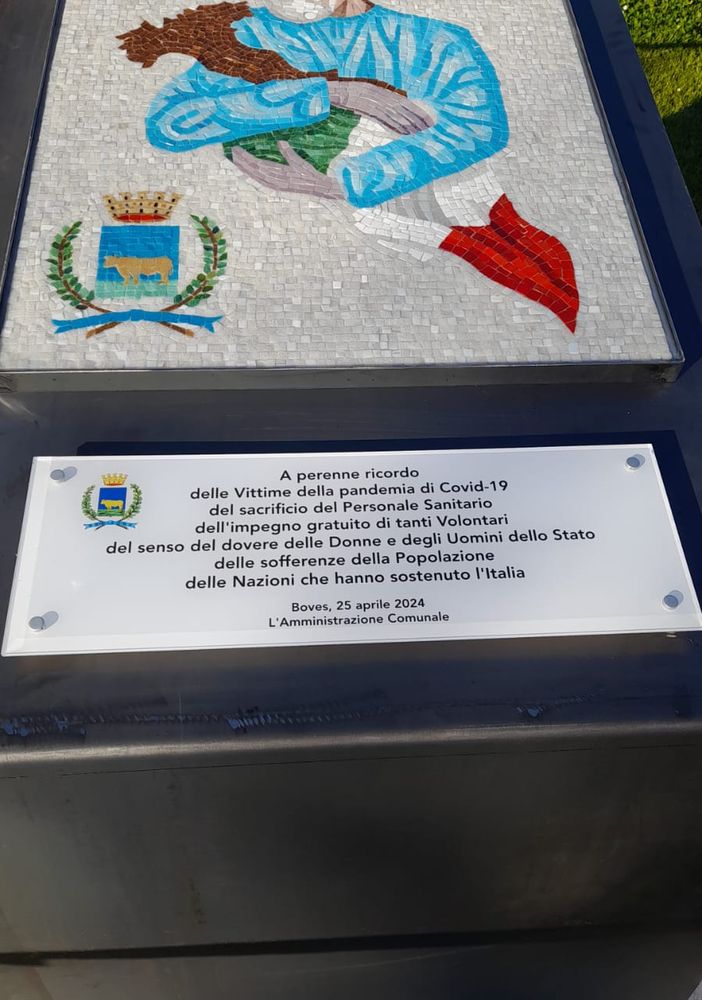 A perenne ricordo
delle Vittime della pandemia di Covid-19
del sacrificio del Personale Sanitario
dell'impegno gratuito di tanti Volontari
del senso del dovere delle Donne e degli Uomini dello Stato
delle sofferenze della Popolazione
delle Nazioni che hanno sostenuto l'Italia
Boves, 25 aprile 2024
L'Amministrazione Comunale